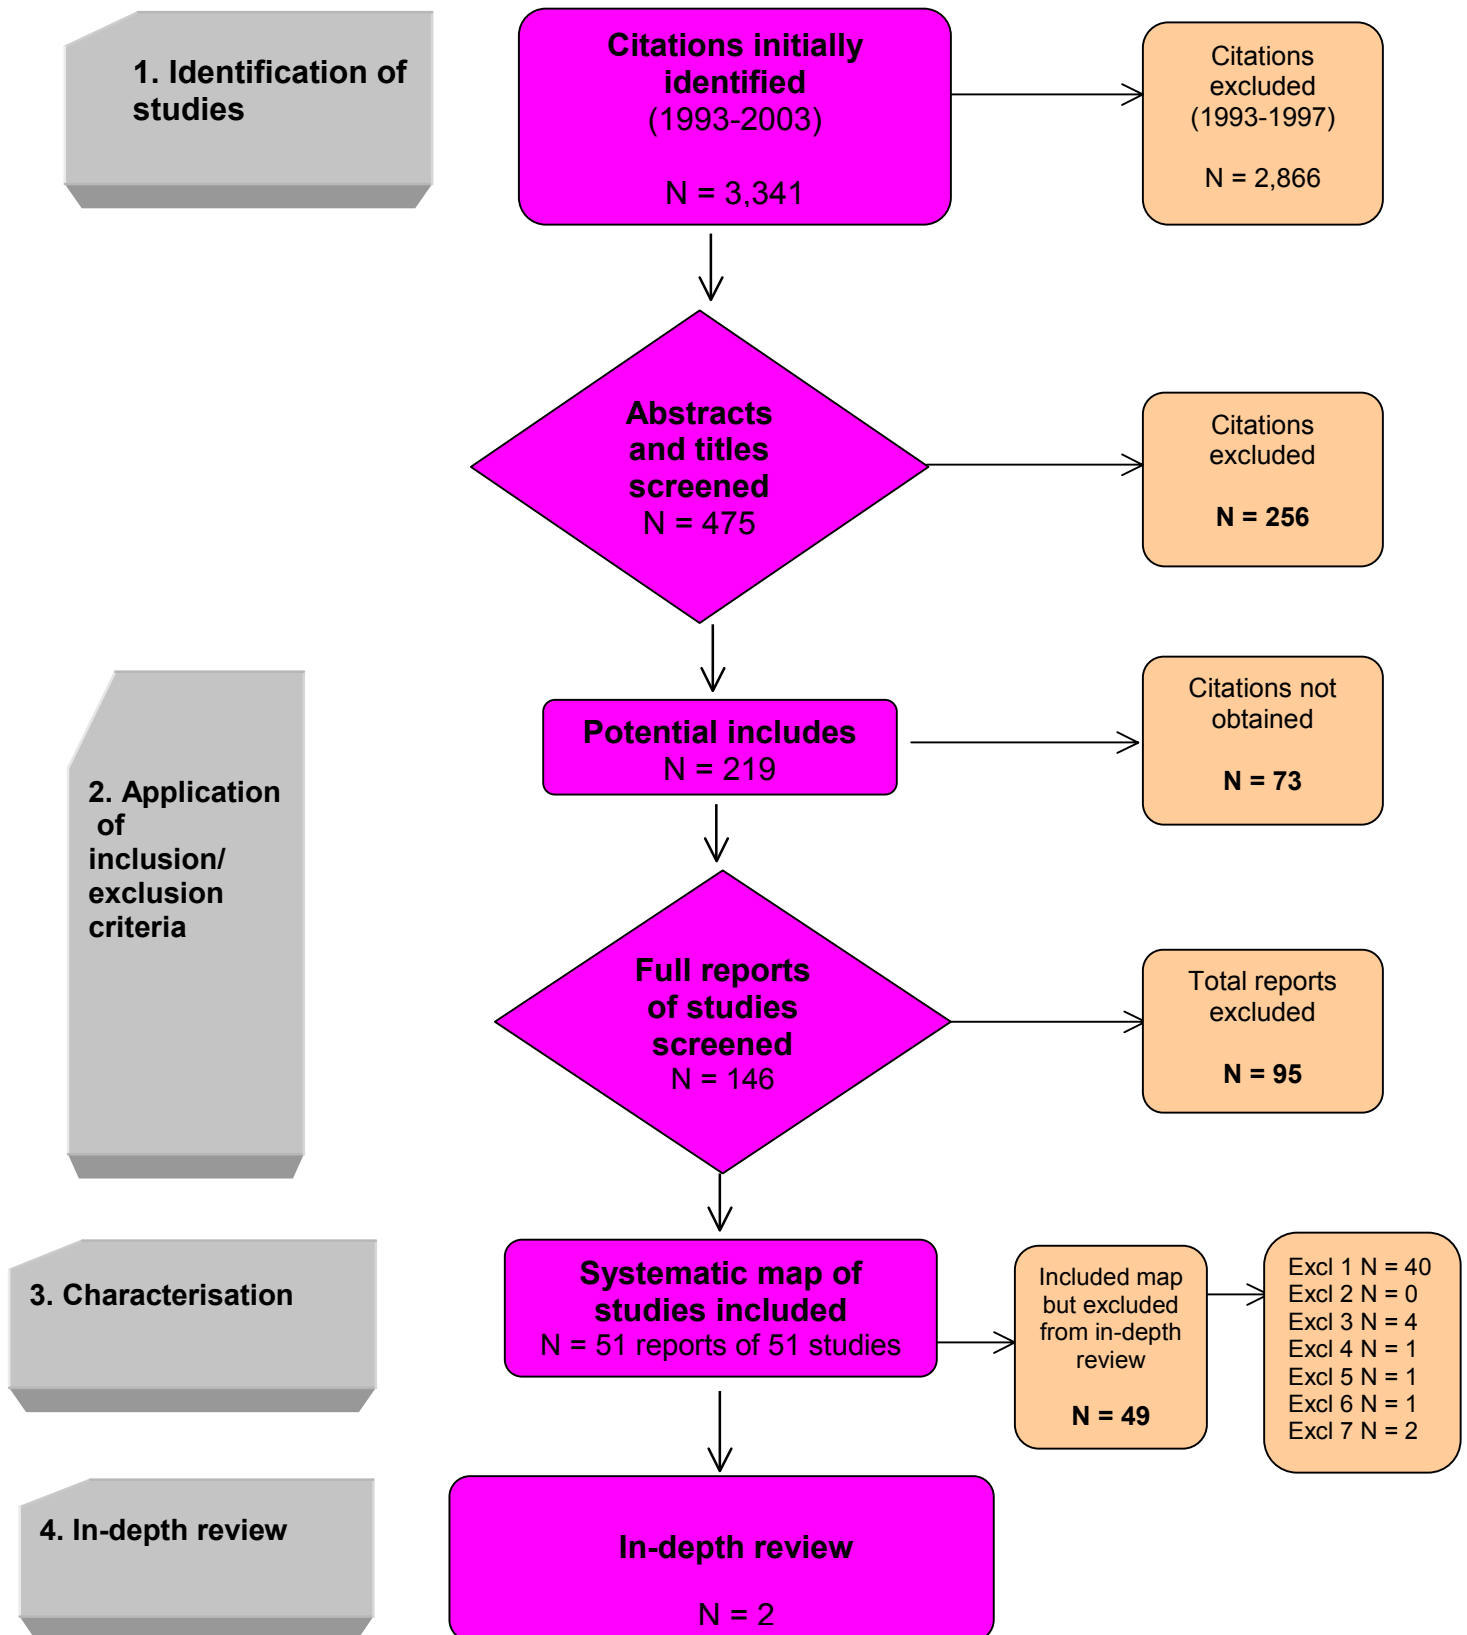 1. Identification of
studies
Citations initially
identified
(1993-2003)
N = 3,341
Citations
excluded
(1993-1997)
N = 2,866
Abstracts
and titles
screened
N = 475
Citations
excluded
N = 256
2. Application
of
inclusion/
exclusion
criteria
Potential includes
N = 219
Citations not
obtained
N = 73
Full reports
of studies
screened
N = 146
Total reports
excluded
N = 95
3. Characterisation
Systematic map of
studies included
N = 51 reports of 51 studies
Included map
but excluded
from in-depth
review
N = 49
Excl 1 N = 40
Excl 2 N = 0
Excl 3 N = 4
Excl 4 N = 1
Excl 5 N = 1
Excl 6 N = 1
Excl 7 N = 2
4. In-depth review
In-depth review
N = 2